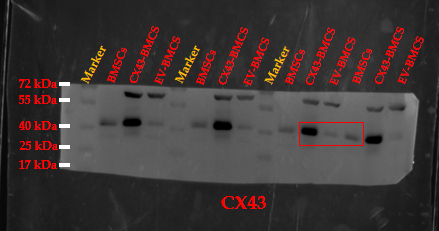 Marker BMSCs CX43-BMCS EV-BMCS Marker BMSCs CX43-BMCS EV-BMCS Marker BMSCs CX43-BMCS EV-BMCS BMSCs CX43-BMCS EV-BMCS
72 kDa
55 kDa
40 kDa
25 kDa
17 kDa
CX43